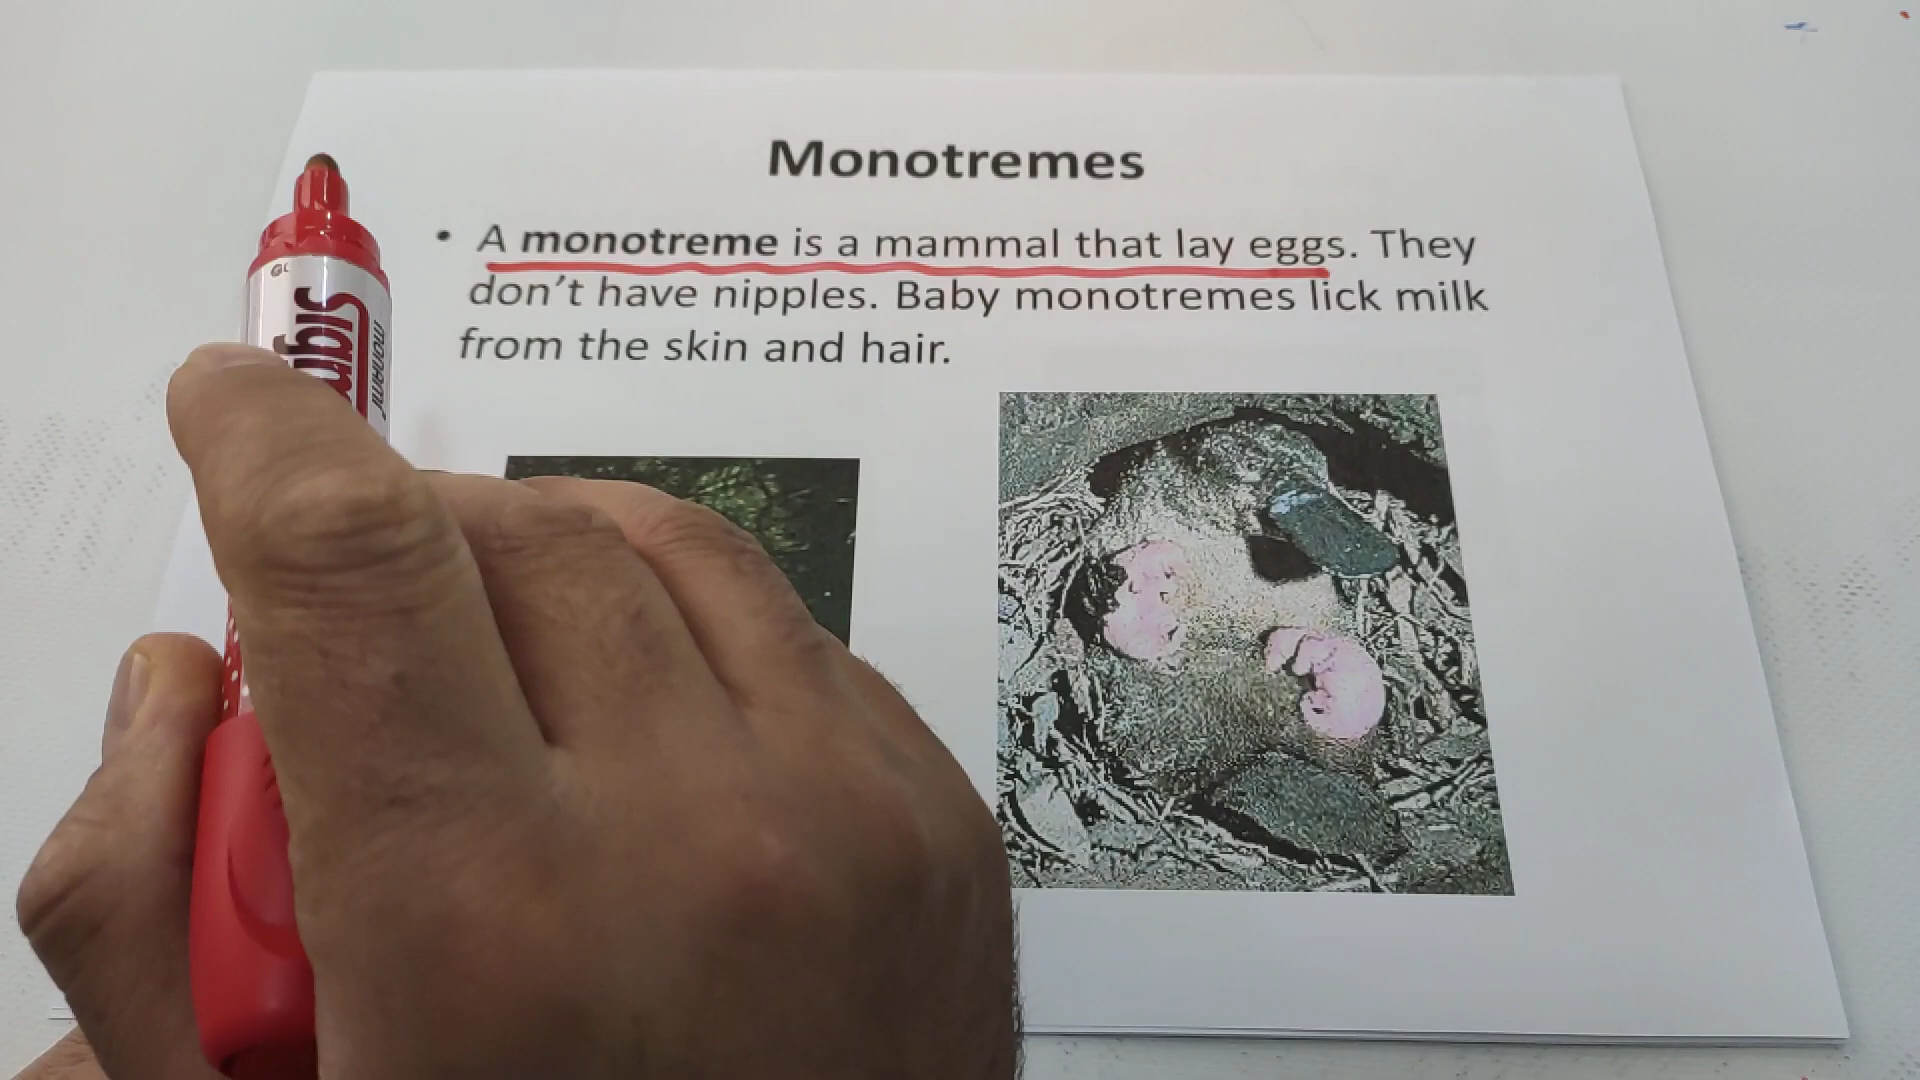 Monotremes
• A monotreme is a mammal that lay eggs. They
don't have nipples. Baby monotremes lick milk
from the skin and hair.